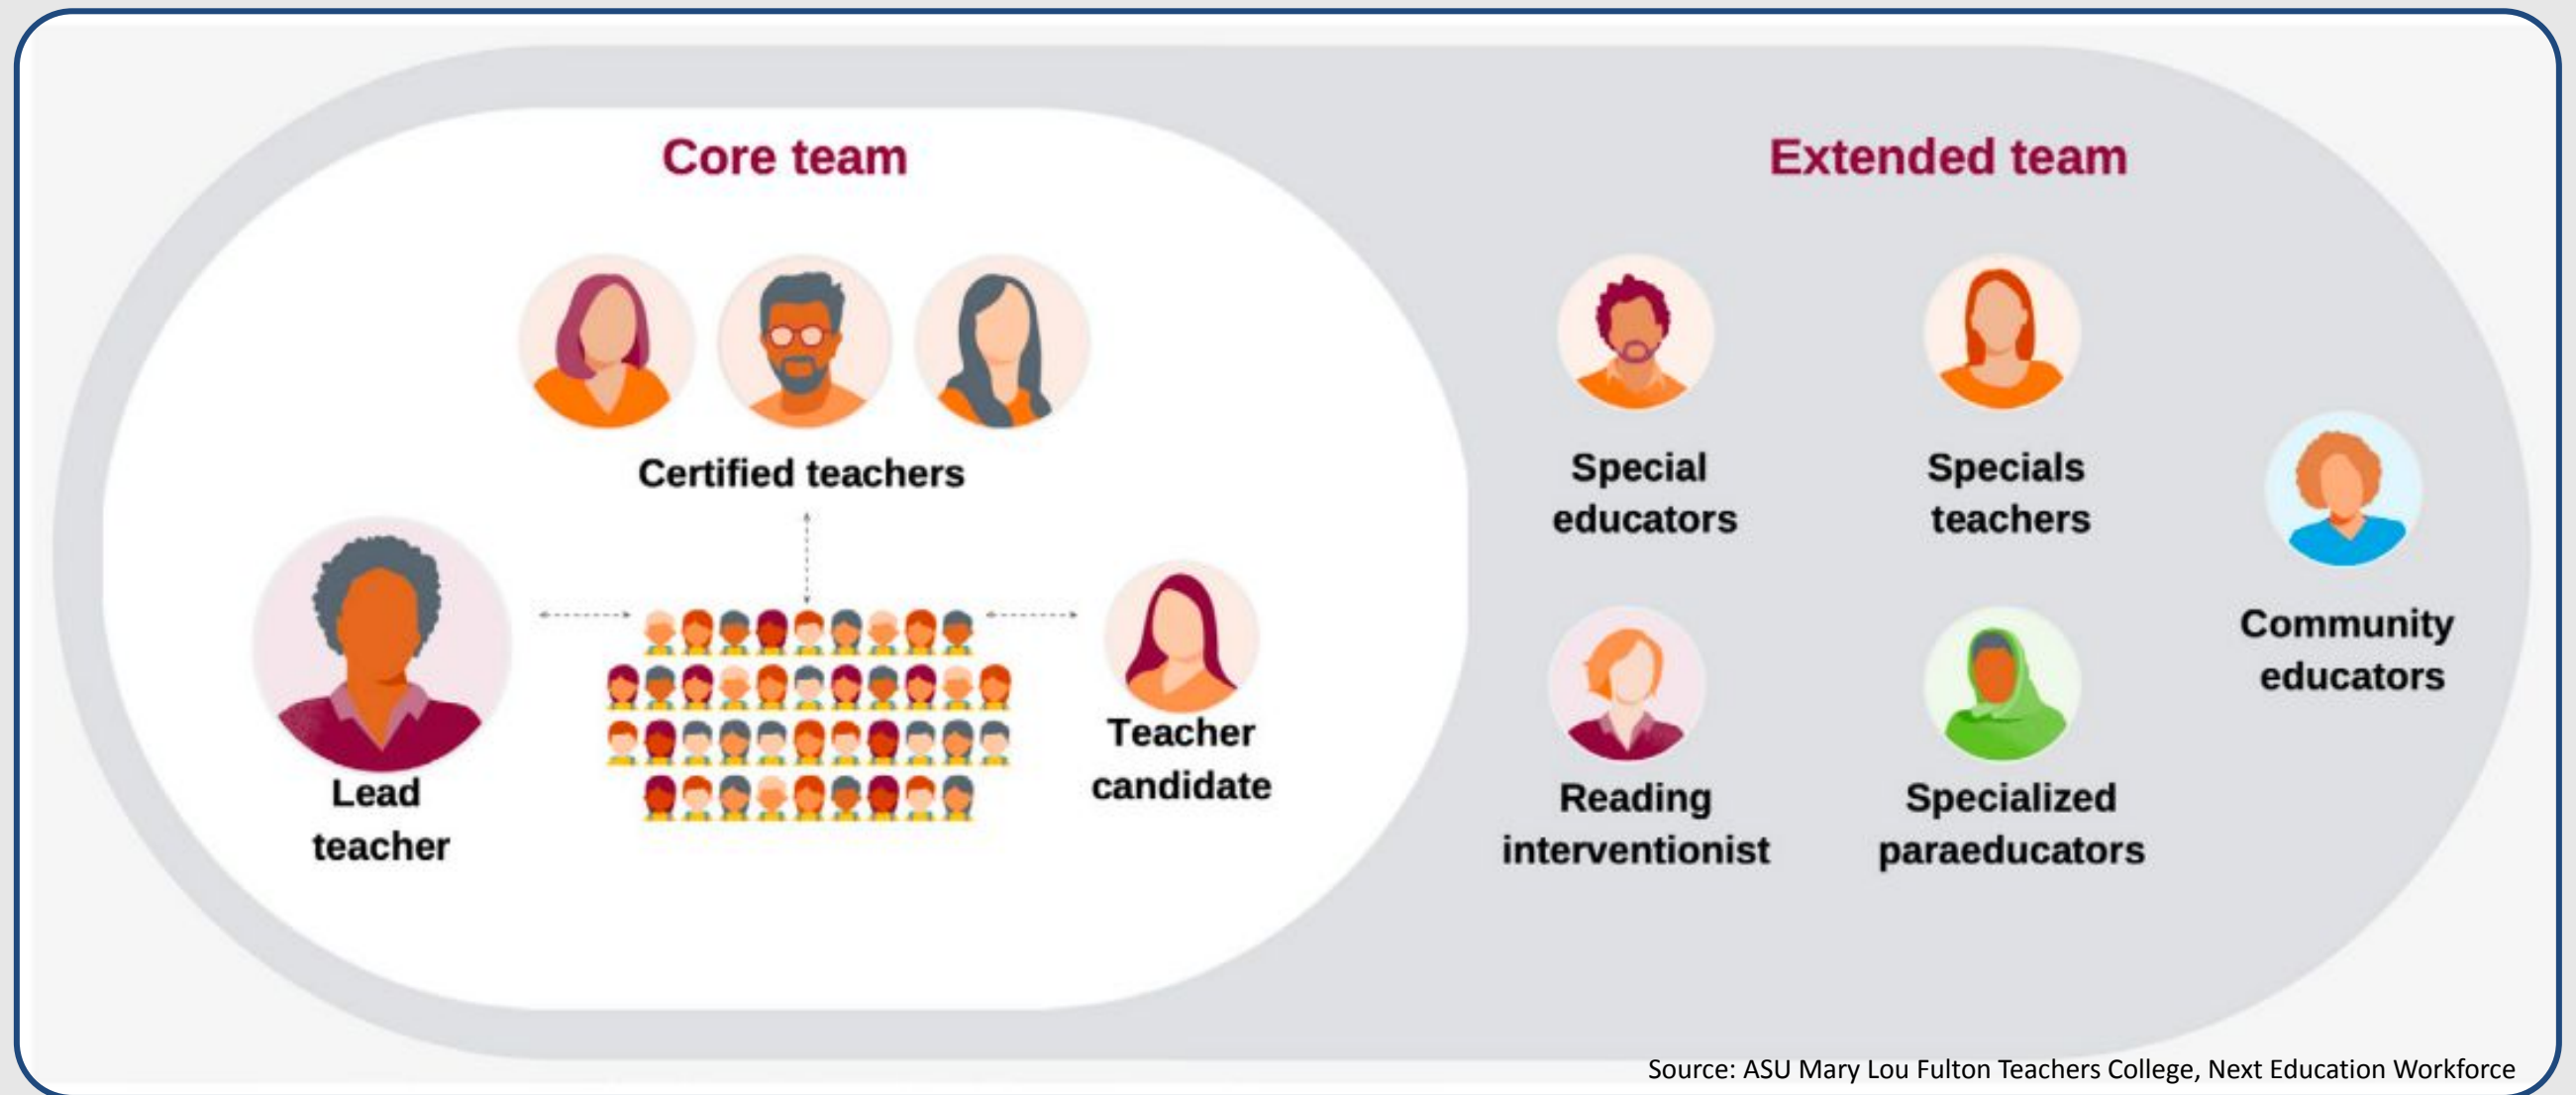 Core team
Certified teachers
Lead
teacher
Teacher
candidate
Extended team
Special
educators
Specials
teachers
Community
educators
Reading
interventionist
Specialized
paraeducators
Source: ASU Mary Lou Fulton Teachers College, Next Education Workforce